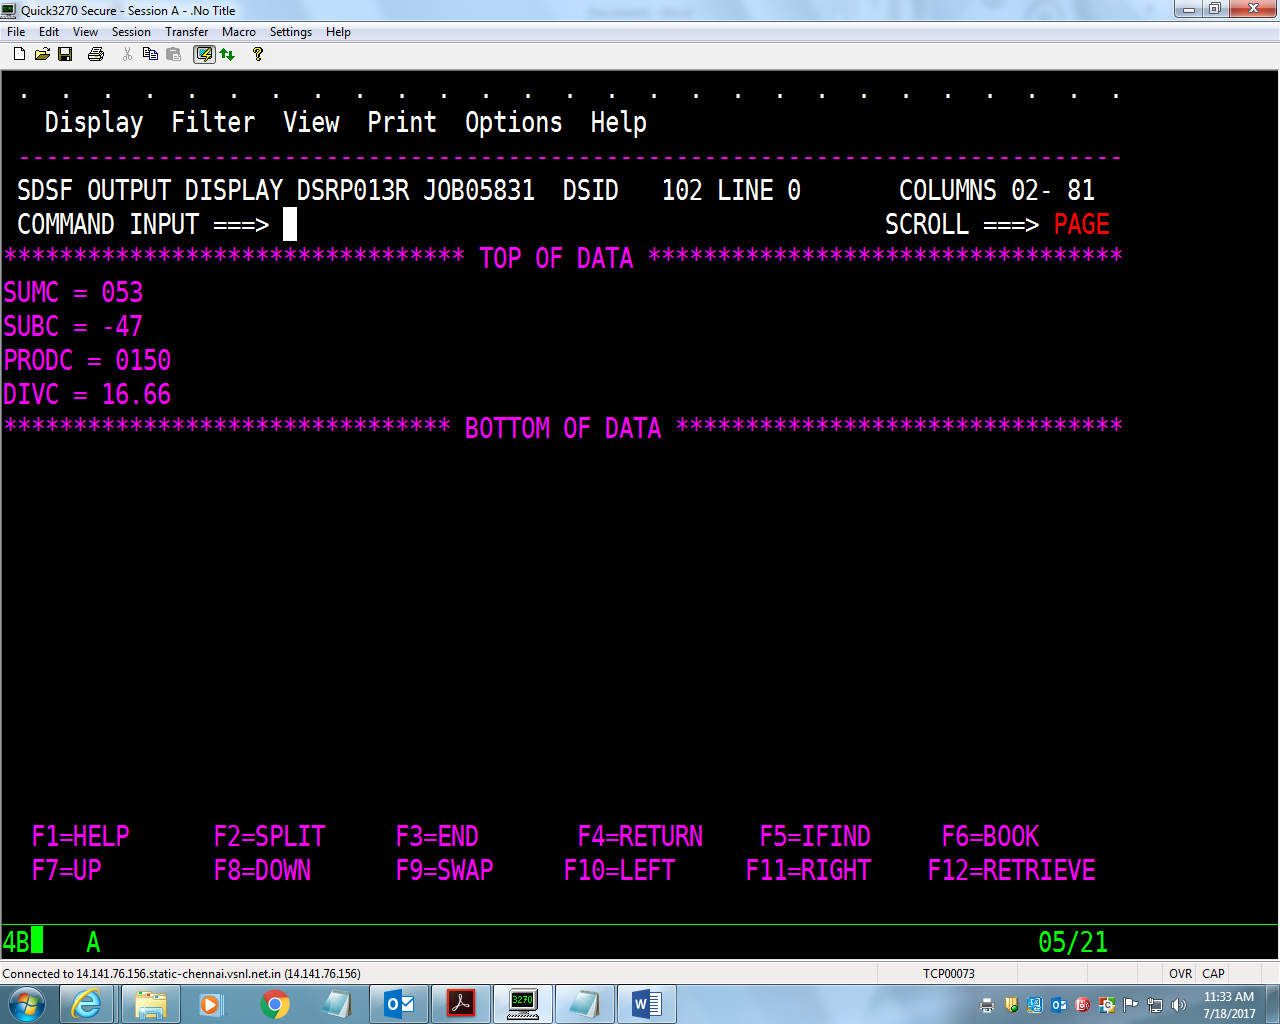 Quick3270 Secure - Session A - .No Title
File Edit View Session Transfer Macro Settings Help
. . . . . . . . . . . . . . . . . . . . . . . . . . .
Display Filter View Print Options Help
-------------------------------------------------------------------------------
SDSF OUTPUT DISPLAY DSRP013R JOB05831 DSID 102 LINE 0 COLUMNS 02- 81
COMMAND INPUT ===> SCROLL ===> PAGE
********************************* TOP OF DATA **********************************
SUMC = 053
SUBC = -47
PRODC = 0150
DIVC = 16.66
******************************** BOTTOM OF DATA ********************************
F1=HELP F2=SPLIT F3=END F4=RETURN F5=IFIND F6=BOOK
F7=UP F8=DOWN F9=SWAP F10=LEFT F11=RIGHT F12=RETRIEVE
4B A 05/21
Connected to 14.141.76.156.static-chennai.vsnl.net.in (14.141.76.156) TCP00073 OVR CAP
3270
11:33 AM
7/18/2017